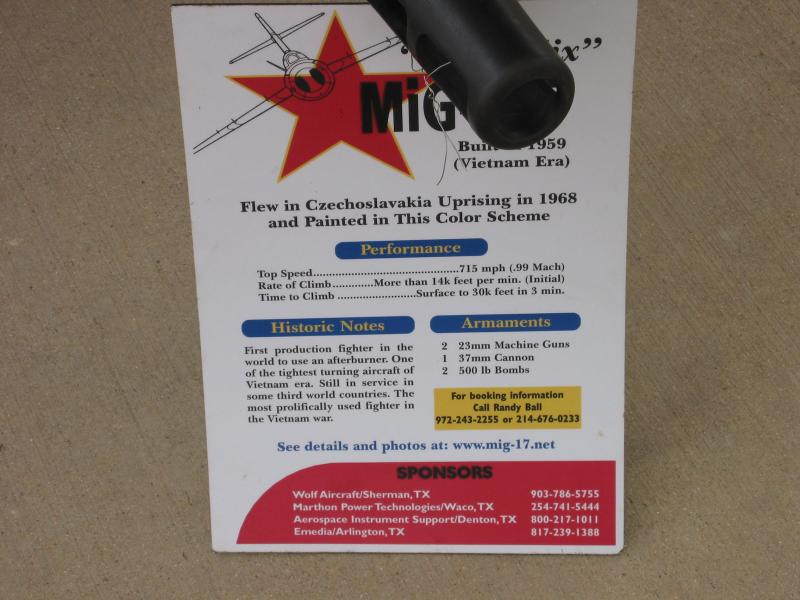 MiG
Built in 1959
(Vietnam Era)
Flew in Czechoslavakia Uprising in 1968
and Painted in This Color Scheme
Performance
Top Speed................................................715 mph (.99 Mach)
Rate of Climb.............More than 14k feet per min. (Initial)
Time to Climb .........................Surface to 30k feet in 3 min.
Historic Notes
First production fighter in the
world to use an afterburner. One
of the tightest turning aircraft of
Vietnam era. Still in service in
some third world countries. The
most prolifically used fighter in
the Vietnam war.
Armaments
2 23mm Machine Guns
1 37mm Cannon
2 500 lb Bombs
For booking information
Call Randy Ball
972-243-2255 or 214-676-0233
See details and photos at: www.mig-17.net
SPONSORS
Wolf Aircraft/Sherman, TX 903-786-5755
Marthon Power Technologies/Waco, TX 254-741-5444
Aerospace Instrument Support/Denton, TX 800-217-1011
Emedia/Arlington, TX 817-239-1388